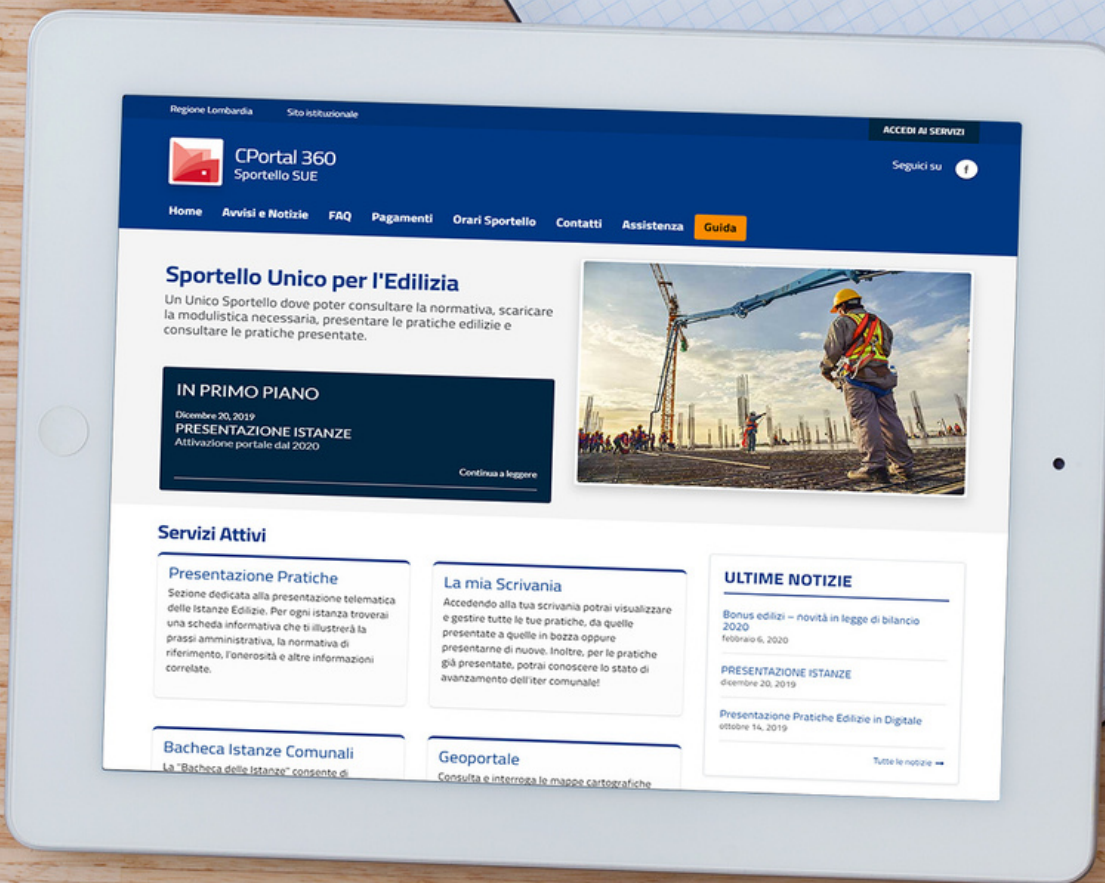 Regione Lombardia
Sito istituzionale
ACCEDI AI SERVIZI
CPortal 360
Sportello SUE
Seguici su
f
Home
Avvisi e Notizie
FAQ
Pagamenti
Orari Sportello
Contatti
Assistenza
Guida
Sportello Unico per l'Edilizia
Un Unico Sportello dove poter consultare la normativa, scaricare
la modulistica necessaria, presentare le pratiche edilizie e
consultare le pratiche presentate.
IN PRIMO PIANO
Dicembre 20, 2019
PRESENTAZIONE ISTANZE
Attivazione portale dal 2020
Continua a leggere
Servizi Attivi
Presentazione Pratiche
Sezione dedicata alla presentazione telematica
delle Istanze Edilizie. Per ogni istanza troverai
una scheda informativa che ti illustrerà la
prassi amministrativa, la normativa di
riferimento, l'onerosità e altre informazioni
correlate.
La mia Scrivania
Accedendo alla tua scrivania potrai visualizzare
e gestire tutte le tue pratiche, da quelle
presentate a quelle in bozza oppure
presentarne di nuove. Inoltre, per le pratiche
già presentate, potrai conoscere lo stato di
avanzamento dell'iter comunale!
ULTIME NOTIZIE
Bonus edilizi – novità in legge di bilancio
2020
febbraio 6, 2020
PRESENTAZIONE ISTANZE
dicembre 20, 2019
Presentazione Pratiche Edilizie in Digitale
ottobre 14, 2019
Tutte le notizie →
Bacheca Istanze Comunali
La "Bacheca delle Istanze" consente di
Geoportale
Consulta e interroga le mappe cartografiche